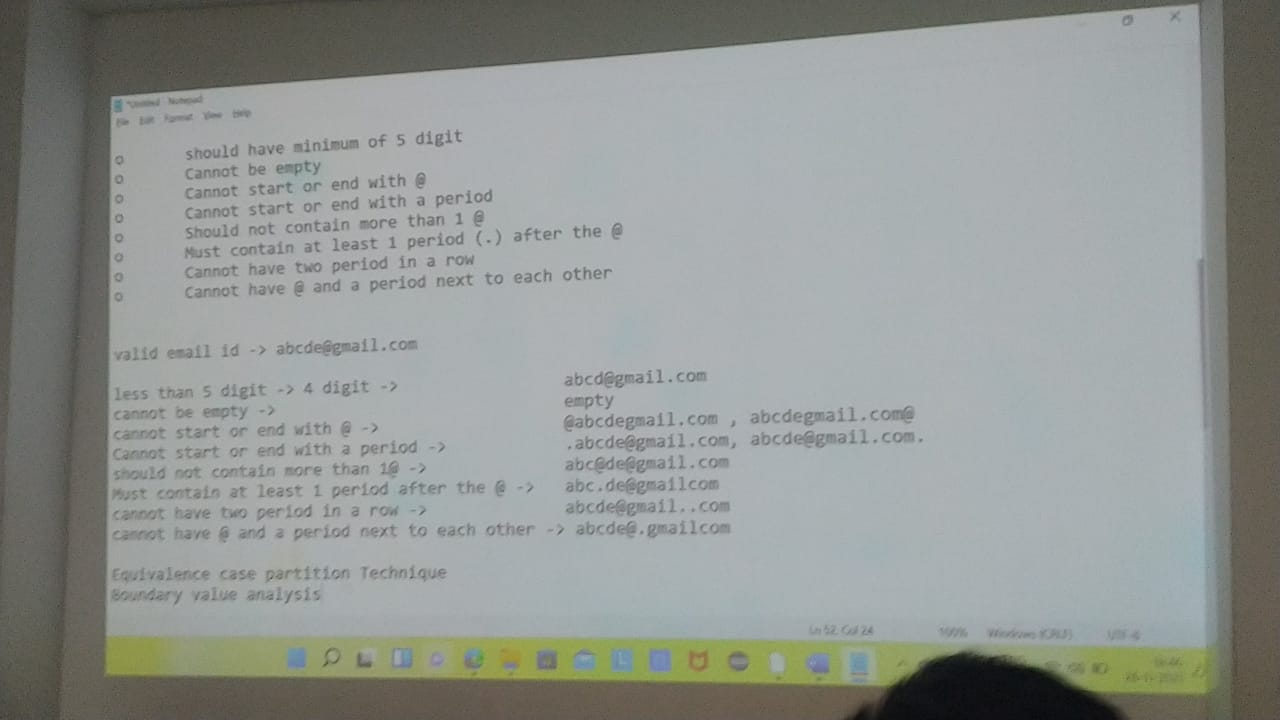 *Untitled - Notepad
File Edit Format View Help
o should have minimum of 5 digit
o Cannot be empty
o Cannot start or end with @
o Cannot start or end with a period
o Should not contain more than 1 @
o Must contain at least 1 period (.) after the @
o Cannot have two period in a row
o Cannot have @ and a period next to each other
valid email id -> abcde@gmail.com
less than 5 digit -> 4 digit -> abcd@gmail.com
cannot be empty -> empty
cannot start or end with @ -> @abcdegmail.com , abcdegmail.com@
Cannot start or end with a period -> .abcde@gmail.com, abcde@gmail.com.
should not contain more than 1@ -> abc@de@gmail.com
Must contain at least 1 period after the @ -> abc.de@gmailcom
cannot have two period in a row -> abcde@gmail..com
cannot have @ and a period next to each other -> abcde@.gmailcom
Equivalence case partition Technique
Boundary value analysis
Ln 52, Col 24 100% Windows (CRLF) UTF-8